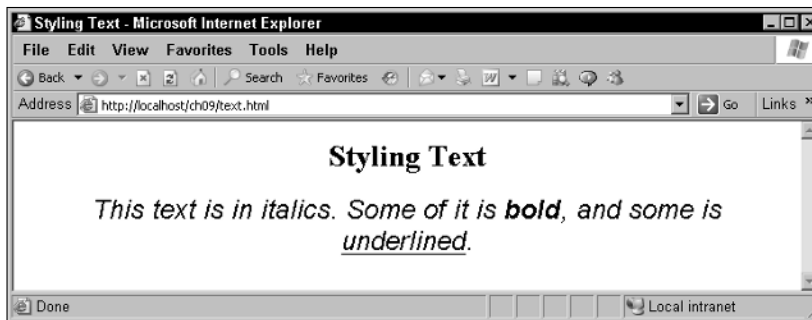 Styling Text - Microsoft Internet Explorer
File Edit View Favorites Tools Help
Back Search Favorites
Address http://localhost/ch09/text.html Go Links »
Styling Text
This text is in italics. Some of it is bold, and some is
underlined.
Done Local intranet